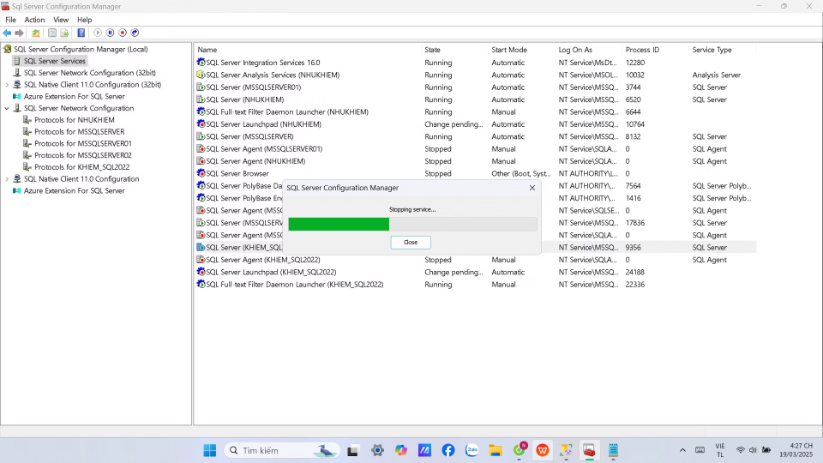 Sql Server Configuration Manager
File Action View Help
SQL Server Configuration Manager (Local)
SQL Server Services
SQL Server Network Configuration (32bit)
SQL Native Client 11.0 Configuration (32bit)
Azure Extension For SQL Server
SQL Server Network Configuration
Protocols for NHUKHIEM
Protocols for MSSQLSERVER
Protocols for MSSQLSERVER01
Protocols for MSSQLSERVER02
Protocols for KHIEM_SQL2022
SQL Native Client 11.0 Configuration
Azure Extension For SQL Server
Name State Start Mode Log On As Process ID Service Type
SQL Server Integration Services 16.0 Running Automatic NT Service\MsDt... 12280
SQL Server Analysis Services (NHUKHIEM) Running Automatic NT Service\MSOL... 10032 Analysis Server
SQL Server (MSSQLSERVER01) Running Automatic NT Service\MSSQ... 3744 SQL Server
SQL Server (NHUKHIEM) Running Automatic NT Service\MSSQ... 6520 SQL Server
SQL Full-text Filter Daemon Launcher (NHUKHIEM) Running Manual NT Service\MSSQ... 6644
SQL Server Launchpad (NHUKHIEM) Change pending... Automatic NT Service\MSSQ... 10764
SQL Server (MSSQLSERVER) Running Automatic NT Service\MSSQ... 8132 SQL Server
SQL Server Agent (MSSQLSERVER01) Stopped Manual NT Service\SQLA... 0 SQL Agent
SQL Server Agent (NHUKHIEM) Stopped Manual NT Service\SQLA... 0 SQL Agent
SQL Server Browser Stopped Other (Boot, Syst... NT AUTHORITY\L... 0
SQL Server PolyBase Da NT AUTHORITY\... 7564 SQL Server Polyb...
SQL Server PolyBase En NT AUTHORITY\... 1416 SQL Server Polyb...
SQL Server Agent (MSS NT Service\SQLSE... 0 SQL Agent
SQL Server (MSSQLSERV NT Service\MSSQ... 17836 SQL Server
SQL Server Agent (MSS NT Service\SQLA... 0 SQL Agent
SQL Server (KHIEM_SQL NT Service\MSSQ... 9356 SQL Server
SQL Server Agent (KHIEM_SQL2022) Stopped Manual NT Service\SQLA... 0 SQL Agent
SQL Server Launchpad (KHIEM_SQL2022) Change pending... Automatic NT Service\MSSQ... 24188
SQL Full-text Filter Daemon Launcher (KHIEM_SQL2022) Running Manual NT Service\MSSQ... 22336
SQL Server Configuration Manager
Stopping service...
Close
Tìm kiếm
Zalo
VIE
TL
4:27 CH
19/03/2025